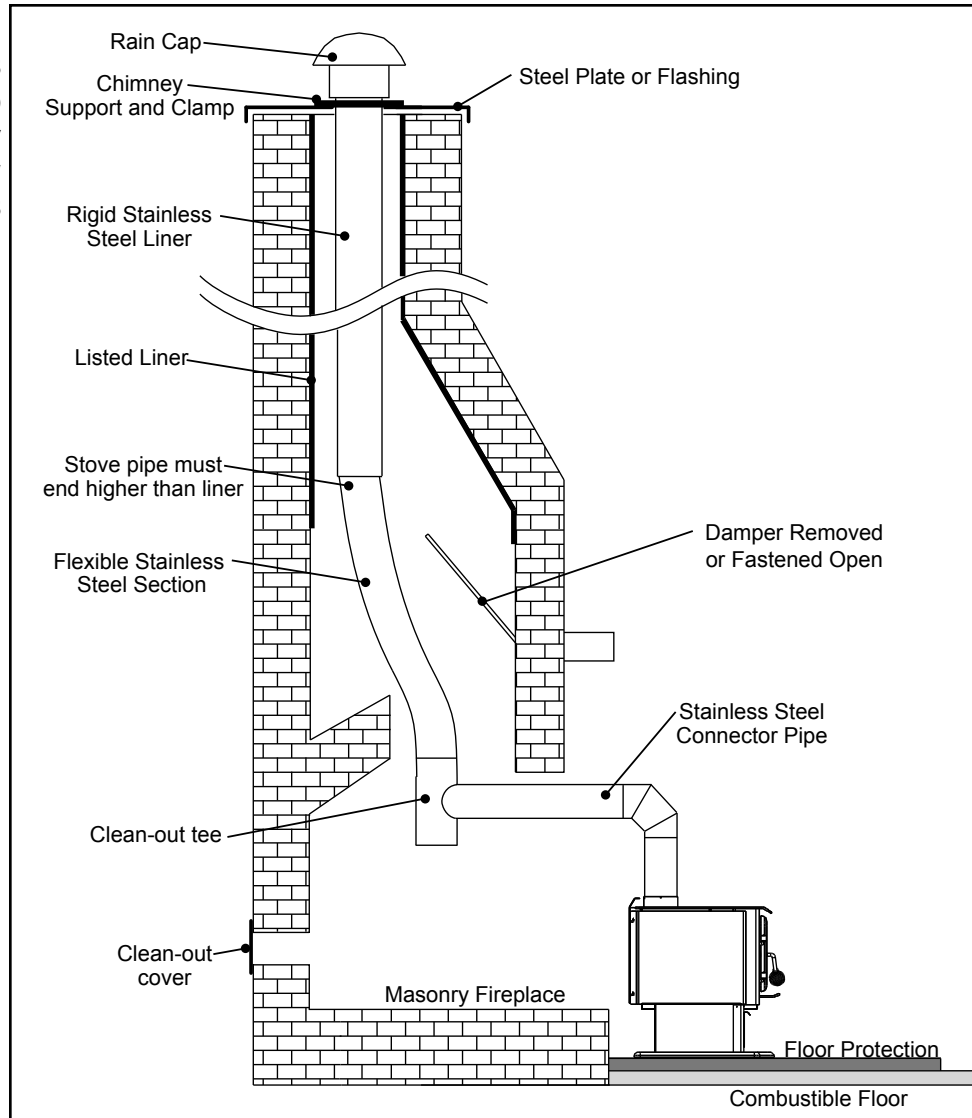 Rain Cap
Steel Plate or Flashing
Chimney
Support and Clamp
Rigid Stainless
Steel Liner
Listed Liner
Stove pipe must
end higher than liner
Damper Removed
or Fastened Open
Flexible Stainless
Steel Section
Stainless Steel
Connector Pipe
Clean-out tee
Clean-out
cover
Masonry Fireplace
Floor Protection
Combustible Floor